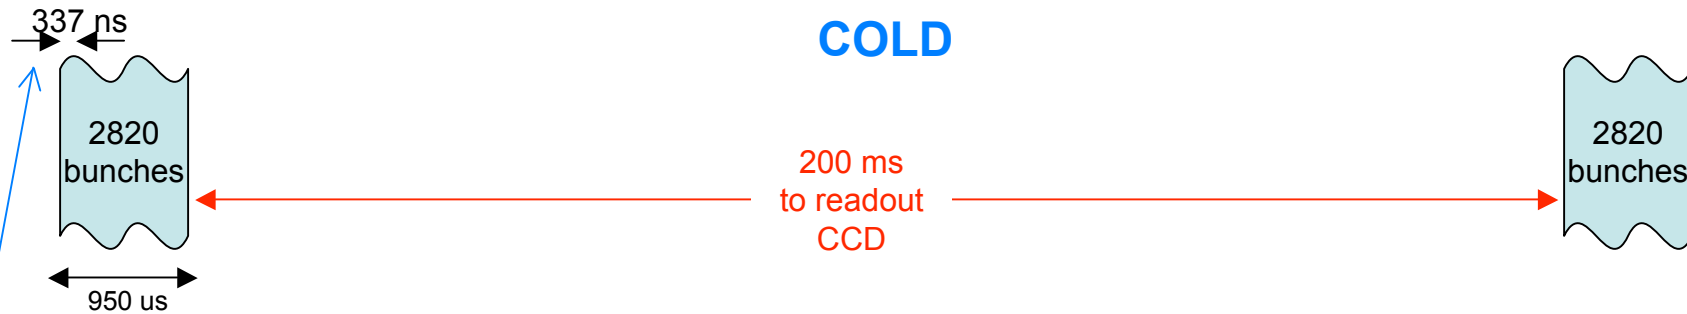 337 ns
COLD
2820
bunches
200 ms
to readout
CCD
2820
bunches
950 us